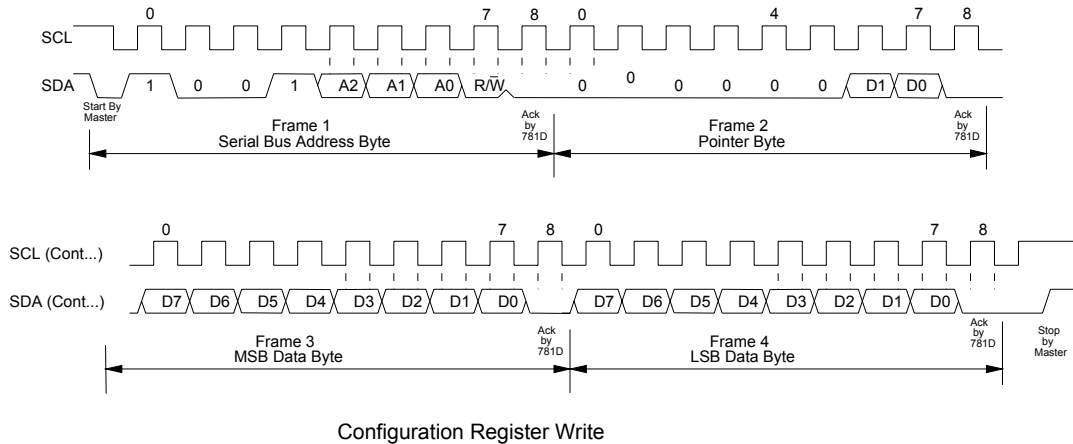 0 7 8 0 4 7 8
SCL
SDA 1 0 0 1 A2 A1 A0 R/W̅ 0 0 0 0 0 0 D1 D0
Start By
Master
Frame 1
Serial Bus Address Byte
Ack
by
781D
Frame 2
Pointer Byte
Ack
by
781D
0 7 8 0 7 8
SCL (Cont...)
SDA (Cont...) D7 D6 D5 D4 D3 D2 D1 D0 D7 D6 D5 D4 D3 D2 D1 D0
Frame 3
MSB Data Byte
Ack
by
781D
Frame 4
LSB Data Byte
Ack
by
781D
Stop
by
Master
Configuration Register Write